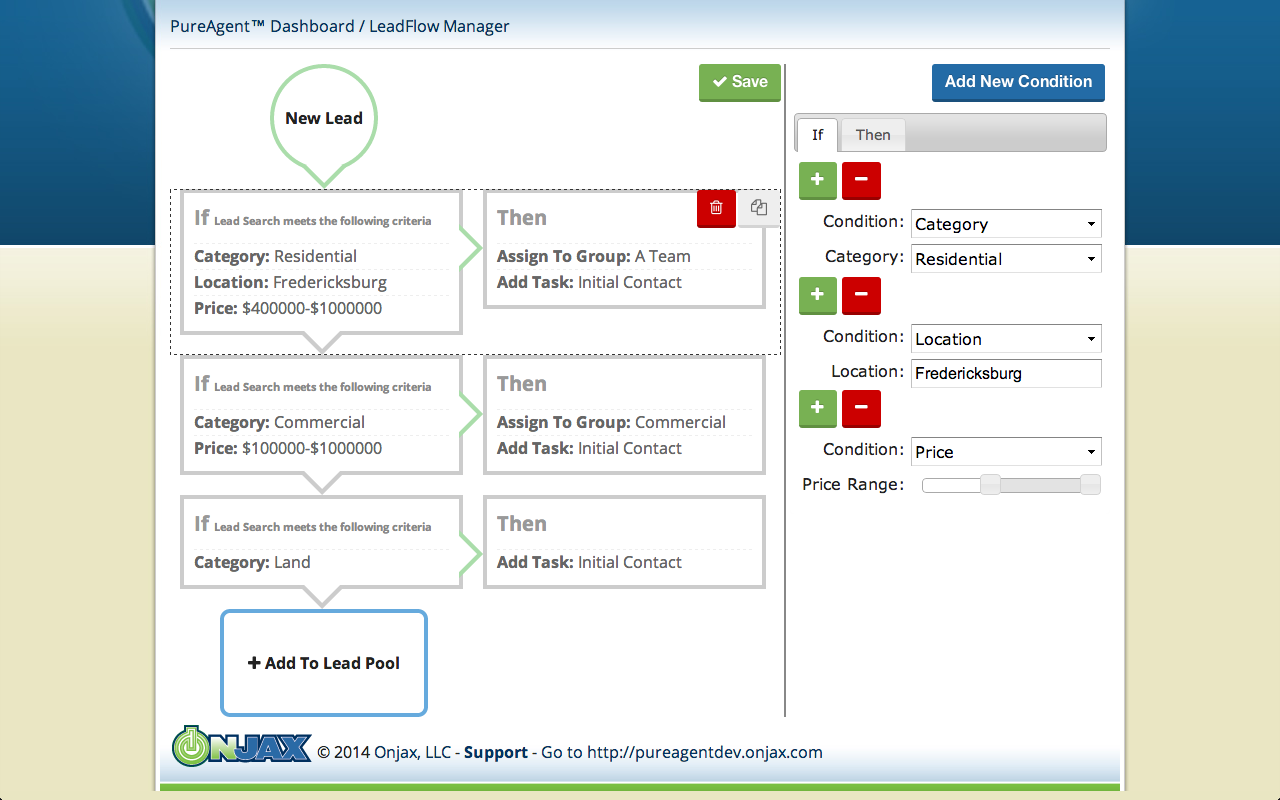 PureAgent™ Dashboard / LeadFlow Manager
New Lead
Save
If Lead Search meets the following criteria
Category: Residential
Location: Fredericksburg
Price: $400000-$1000000
Then
Assign To Group: A Team
Add Task: Initial Contact
If Lead Search meets the following criteria
Category: Commercial
Price: $100000-$1000000
Then
Assign To Group: Commercial
Add Task: Initial Contact
If Lead Search meets the following criteria
Category: Land
Then
Add Task: Initial Contact
+ Add To Lead Pool
Add New Condition
If Then
+ −
Condition: Category
Category: Residential
+ −
Condition: Location
Location: Fredericksburg
+ −
Condition: Price
Price Range:
ONJAX © 2014 Onjax, LLC - Support - Go to http://pureagentdev.onjax.com